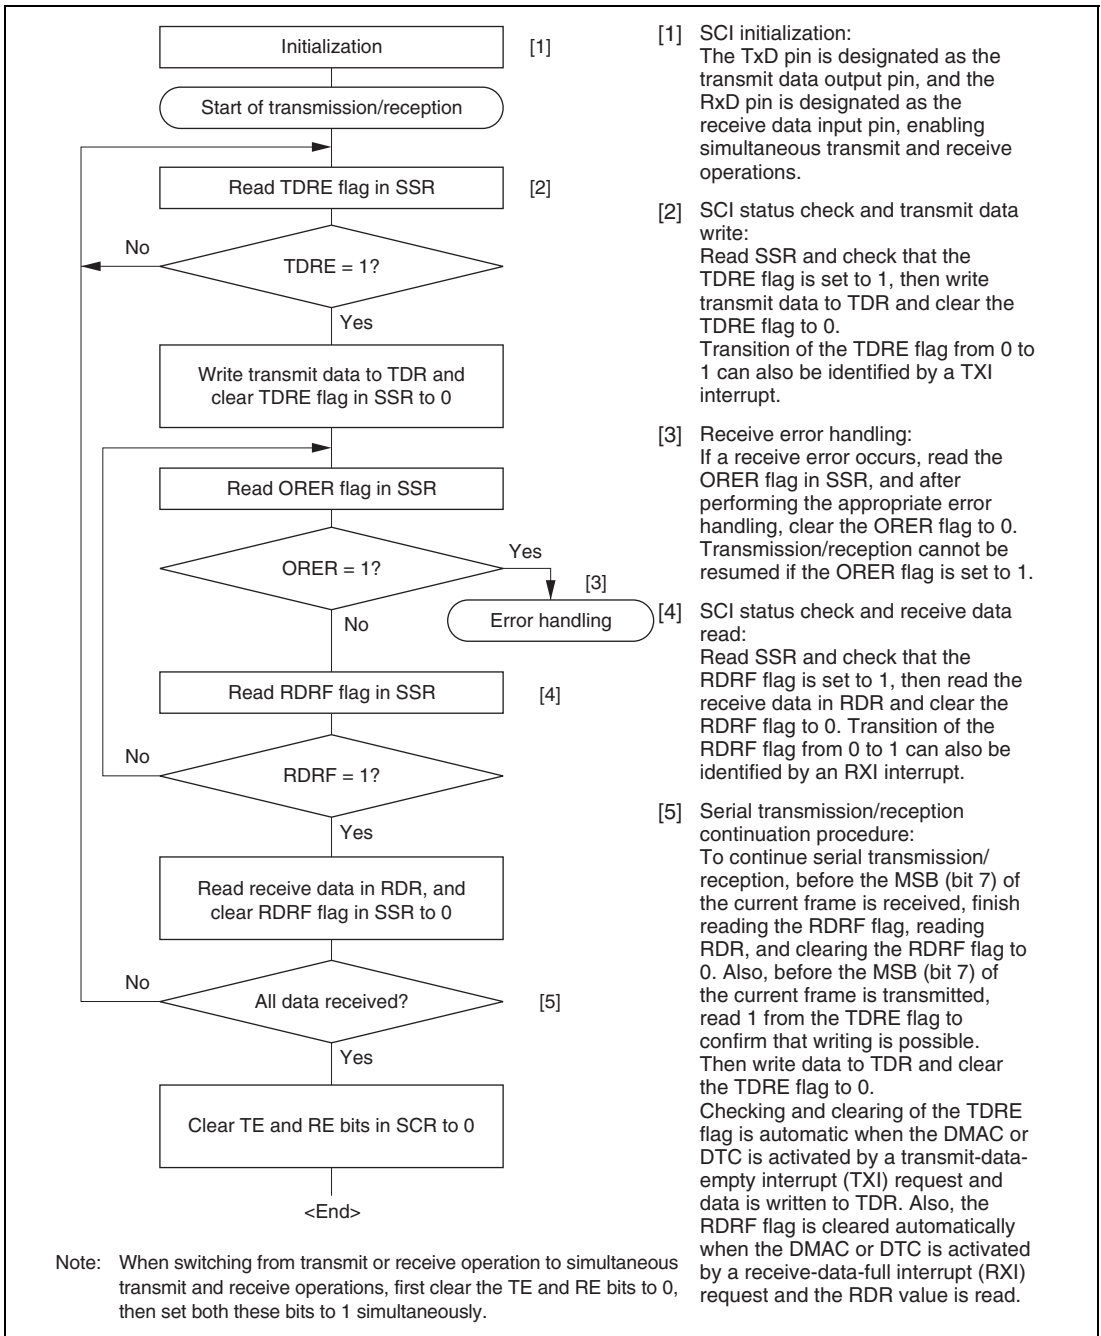 Initialization
[1]
Start of transmission/reception
Read TDRE flag in SSR
[2]
No
TDRE = 1?
Yes
Write transmit data to TDR and
clear TDRE flag in SSR to 0
Read ORER flag in SSR
Yes
ORER = 1?
[3]
Error handling
No
Read RDRF flag in SSR
[4]
No
RDRF = 1?
Yes
Read receive data in RDR, and
clear RDRF flag in SSR to 0
No
All data received?
[5]
Yes
Clear TE and RE bits in SCR to 0
<End>
[1] SCI initialization:
The TxD pin is designated as the
transmit data output pin, and the
RxD pin is designated as the
receive data input pin, enabling
simultaneous transmit and receive
operations.
[2] SCI status check and transmit data
write:
Read SSR and check that the
TDRE flag is set to 1, then write
transmit data to TDR and clear the
TDRE flag to 0.
Transition of the TDRE flag from 0 to
1 can also be identified by a TXI
interrupt.
[3] Receive error handling:
If a receive error occurs, read the
ORER flag in SSR, and after
performing the appropriate error
handling, clear the ORER flag to 0.
Transmission/reception cannot be
resumed if the ORER flag is set to 1.
[4] SCI status check and receive data
read:
Read SSR and check that the
RDRF flag is set to 1, then read the
receive data in RDR and clear the
RDRF flag to 0. Transition of the
RDRF flag from 0 to 1 can also be
identified by an RXI interrupt.
[5] Serial transmission/reception
continuation procedure:
To continue serial transmission/
reception, before the MSB (bit 7) of
the current frame is received, finish
reading the RDRF flag, reading
RDR, and clearing the RDRF flag to
0. Also, before the MSB (bit 7) of
the current frame is transmitted,
read 1 from the TDRE flag to
confirm that writing is possible.
Then write data to TDR and clear
the TDRE flag to 0.
Checking and clearing of the TDRE
flag is automatic when the DMAC or
DTC is activated by a transmit-data-
empty interrupt (TXI) request and
data is written to TDR. Also, the
RDRF flag is cleared automatically
when the DMAC or DTC is activated
by a receive-data-full interrupt (RXI)
request and the RDR value is read.
Note: When switching from transmit or receive operation to simultaneous
transmit and receive operations, first clear the TE and RE bits to 0,
then set both these bits to 1 simultaneously.